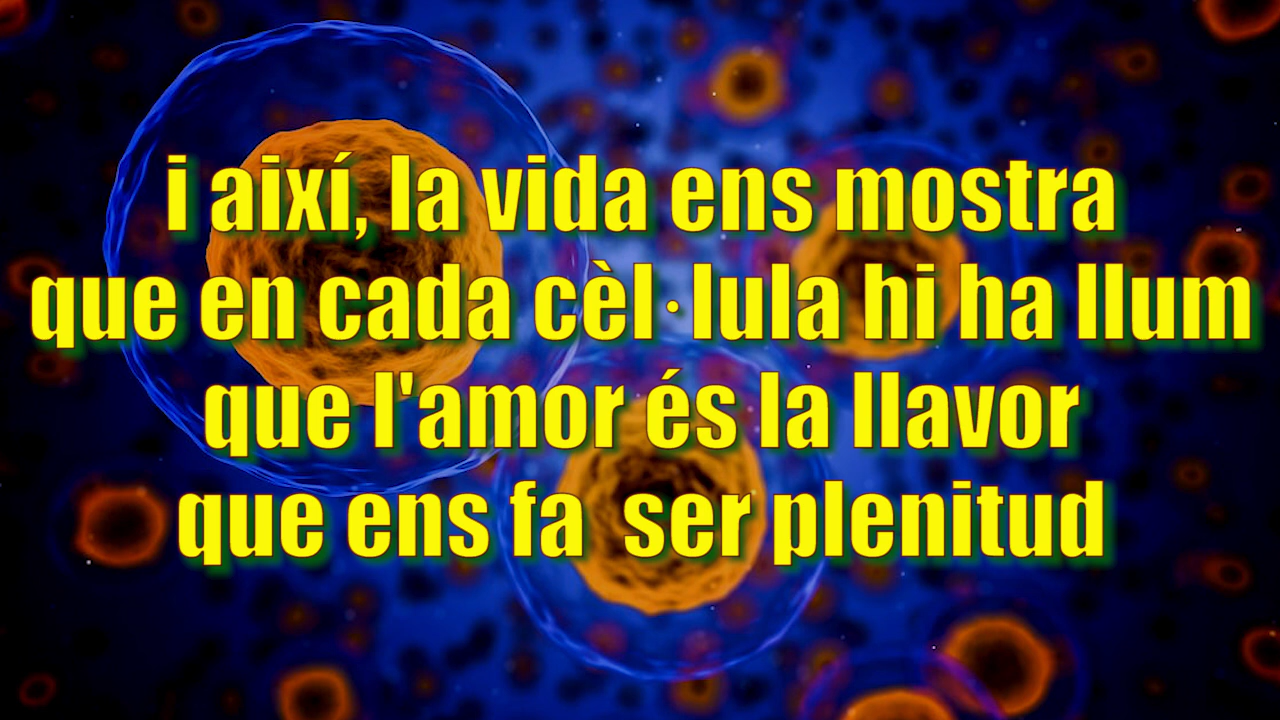 i així, la vida ens mostra
que en cada cèl·lula hi ha llum
que l'amor és la llavor
que ens fa  ser plenitud